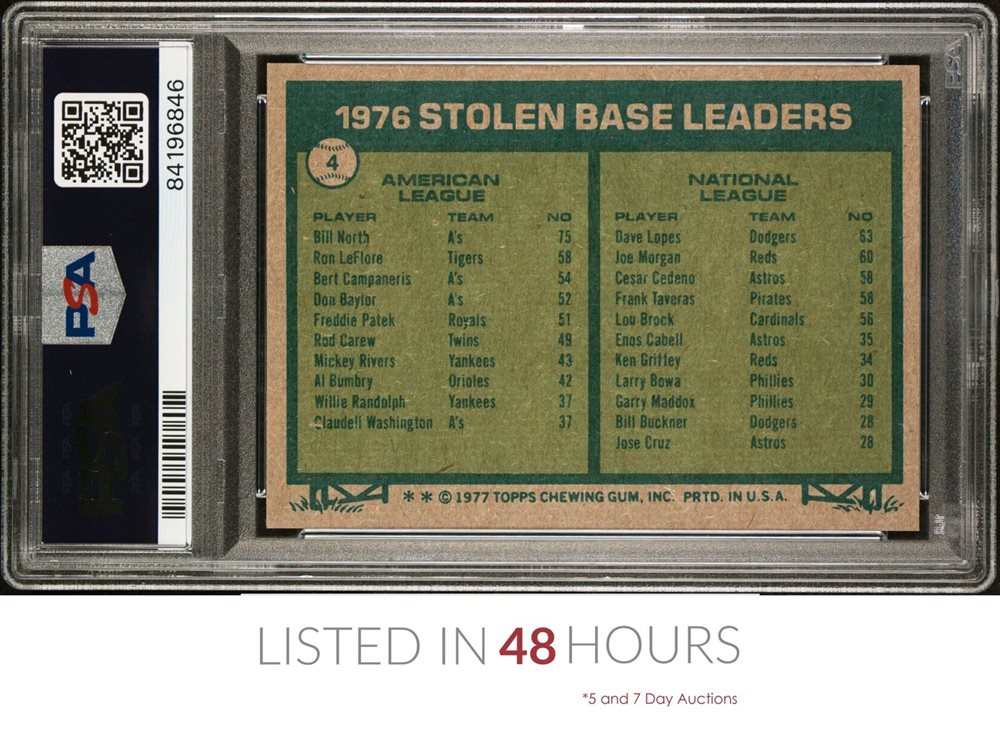 84196846
PSA
1976 STOLEN BASE LEADERS
4
AMERICAN LEAGUE
PLAYER TEAM NO
Bill North A's 75
Ron LeFlore Tigers 58
Bert Campaneris A's 54
Don Baylor A's 52
Freddie Patek Royals 51
Rod Carew Twins 49
Mickey Rivers Yankees 43
Al Bumbry Orioles 42
Willie Randolph Yankees 37
Claudell Washington A's 37
NATIONAL LEAGUE
PLAYER TEAM NO
Dave Lopes Dodgers 63
Joe Morgan Reds 60
Cesar Cedeno Astros 58
Frank Taveras Pirates 58
Lou Brock Cardinals 56
Enos Cabell Astros 35
Ken Griffey Reds 34
Larry Bowa Phillies 30
Garry Maddox Phillies 29
Bill Buckner Dodgers 28
Jose Cruz Astros 28
* * © 1977 TOPPS CHEWING GUM, INC. PRTD. IN U.S.A.
PSA
LISTED IN 48 HOURS
*5 and 7 Day Auctions